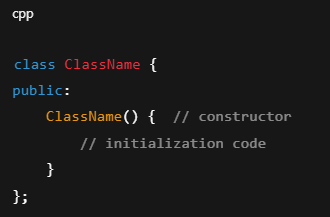 cpp
class ClassName {
public:
    ClassName() {  // constructor
        // initialization code
    }
};